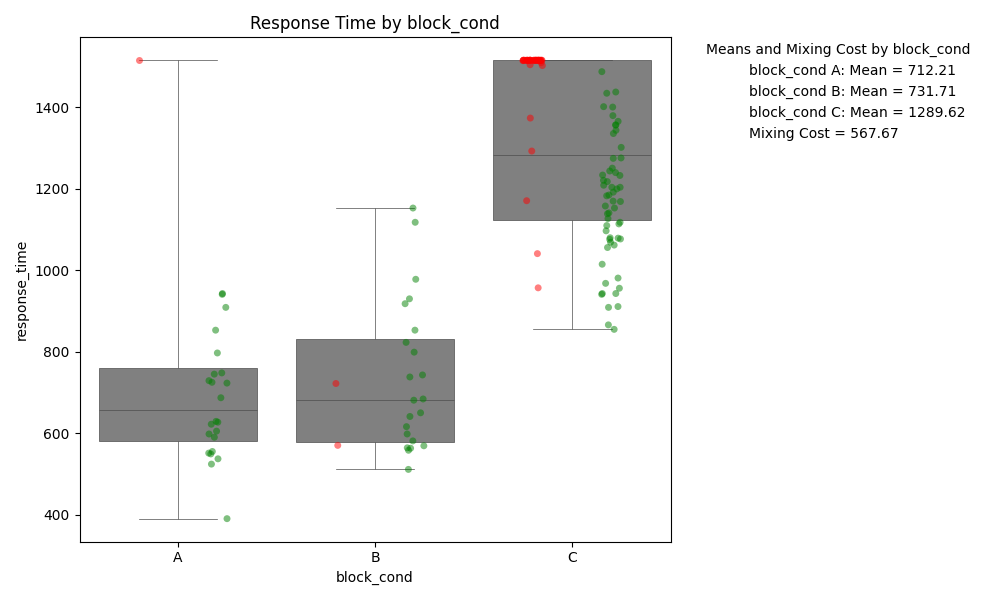 Response Time by block_cond
Means and Mixing Cost by block_cond
block_cond A: Mean = 712.21
block_cond B: Mean = 731.71
block_cond C: Mean = 1289.62
Mixing Cost = 567.67
response_time
1400
1200
1000
800
600
400
A B C
block_cond